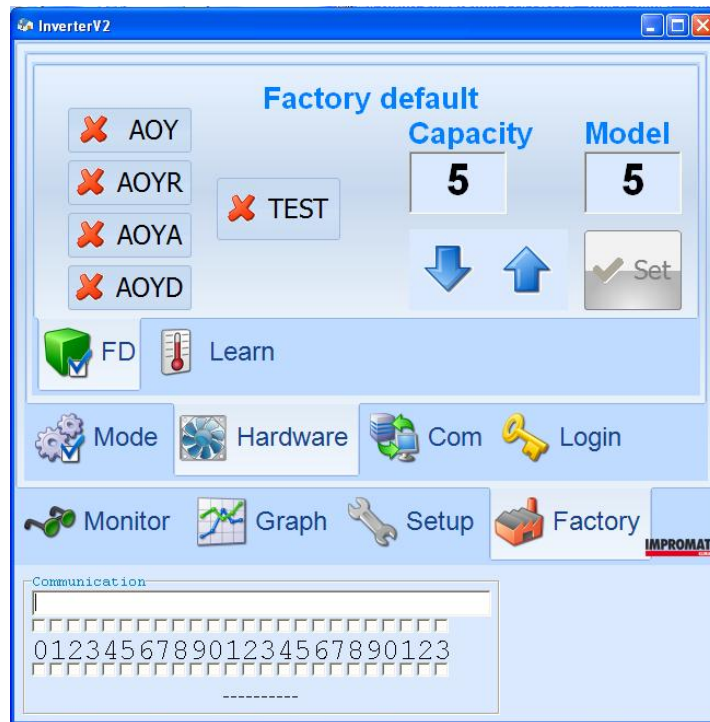 InverterV2
Factory default
AOY
AOYR
AOYA
AOYD
TEST
Capacity
Model
5
5
Set
FD
Learn
Mode
Hardware
Com
Login
Monitor
Graph
Setup
Factory
IMPROMAT
Communication
012345678901234567890123
----------